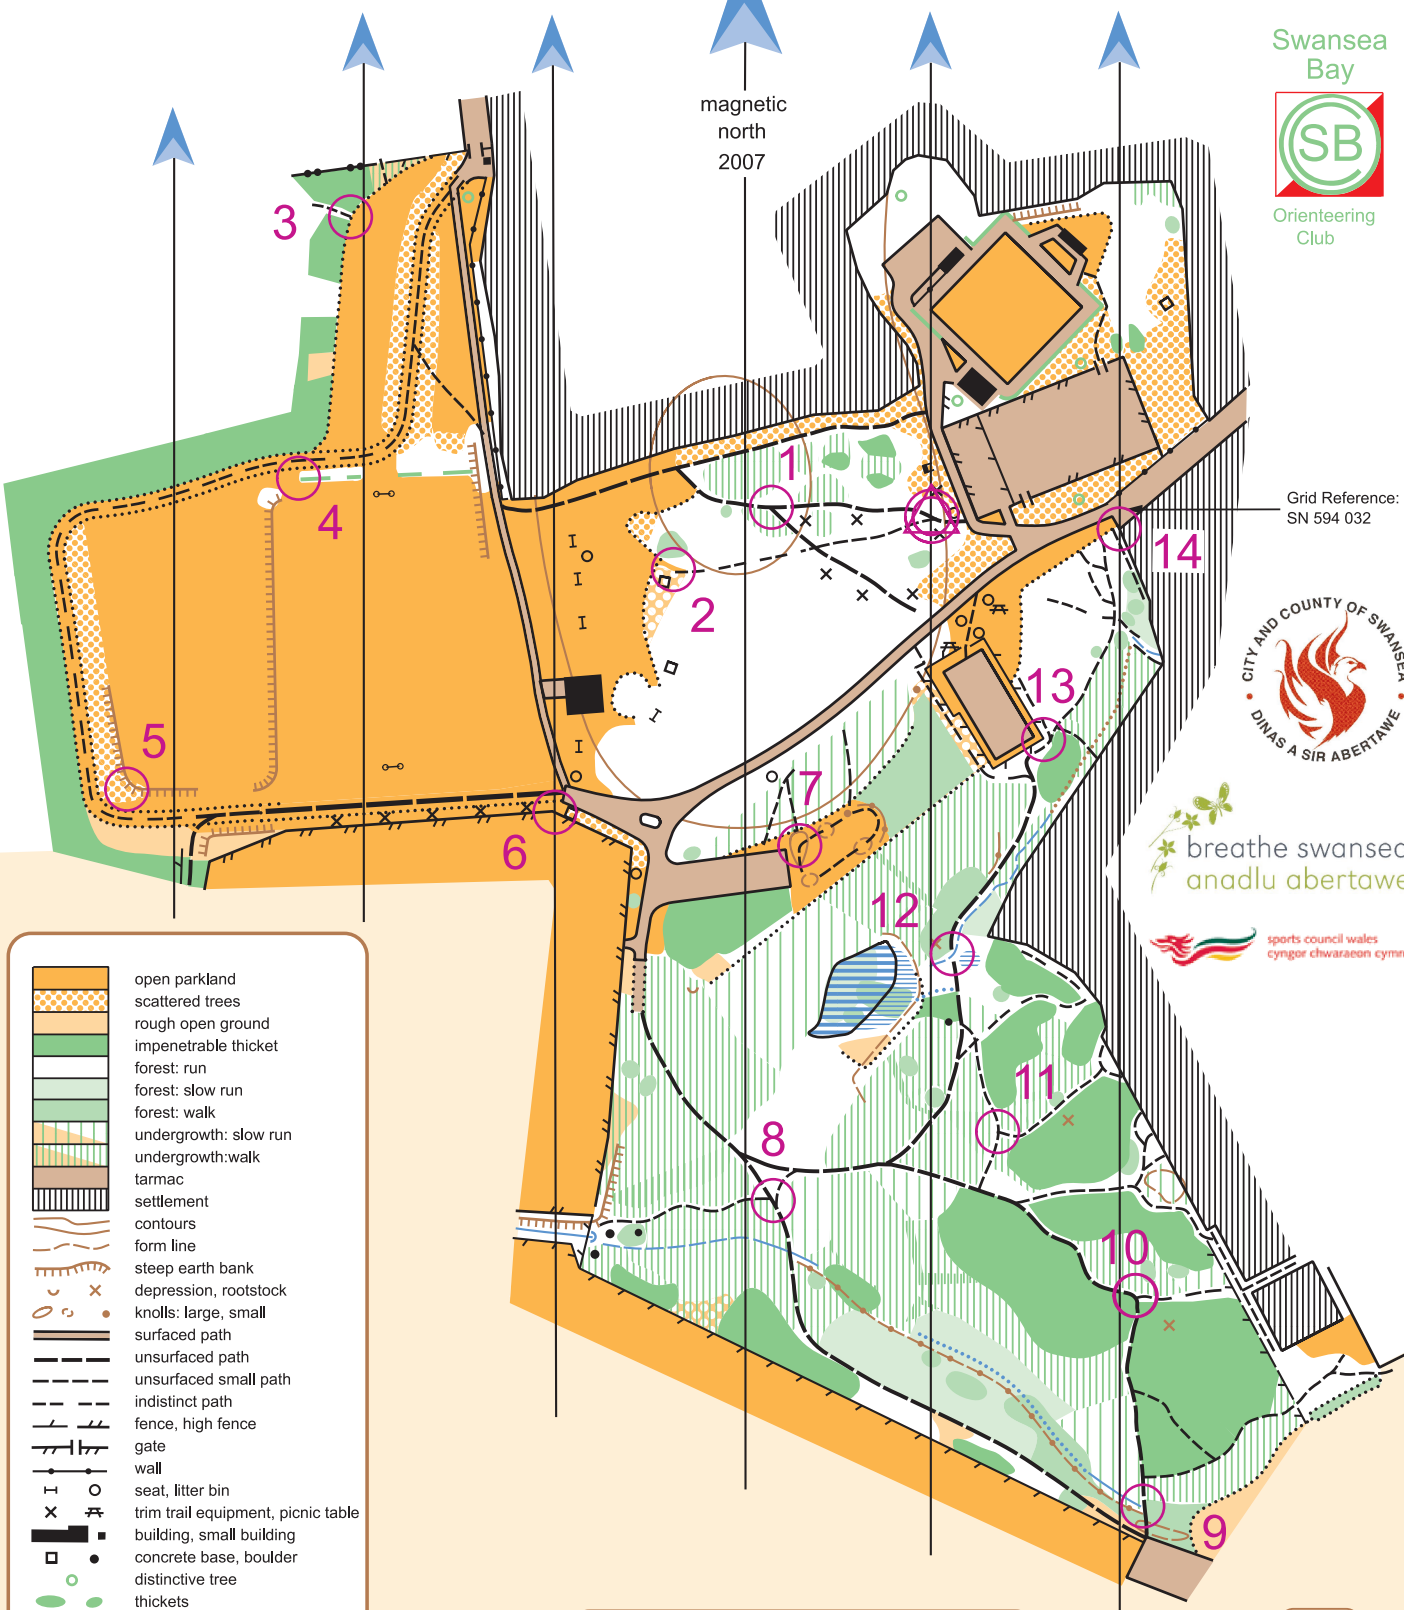 Swansea
Bay
SB
Orienteering
Club
magnetic
north
2007
3
1
4
Grid Reference:
SN 594 032
14
2
CITY AND COUNTY OF SWANSEA
DINAS A SIR ABERTAWE
13
5
7
6
breathe swansea
anadlu abertawe
12
sports council wales
cyngor chwaraeon cymru
11
8
10
9
open parkland
scattered trees
rough open ground
impenetrable thicket
forest: run
forest: slow run
forest: walk
undergrowth: slow run
undergrowth:walk
tarmac
settlement
contours
form line
steep earth bank
depression, rootstock
knolls: large, small
surfaced path
unsurfaced path
unsurfaced small path
indistinct path
fence, high fence
gate
wall
seat, litter bin
trim trail equipment, picnic table
building, small building
concrete base, boulder
distinctive tree
thickets